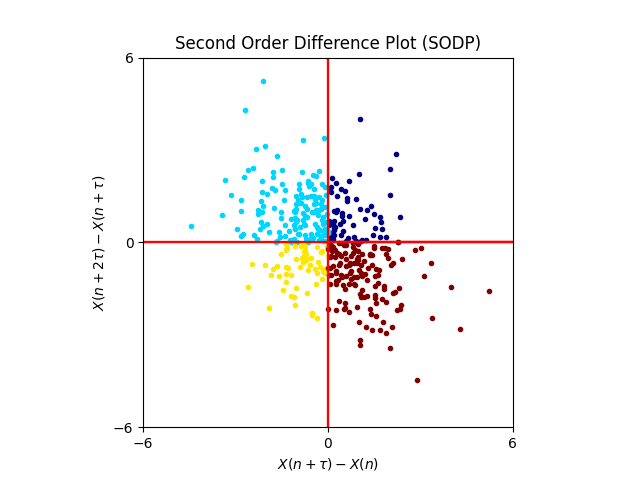 Second Order Difference Plot (SODP)
6
X(n + 2τ) − X(n + τ)
0
−6
−6 0 6
X(n + τ) − X(n)